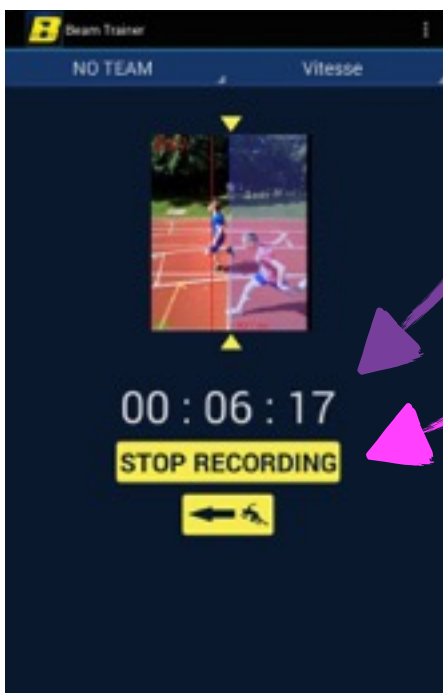 Beam Trainer
NO TEAM Vitesse
00 : 06 : 17
STOP RECORDING